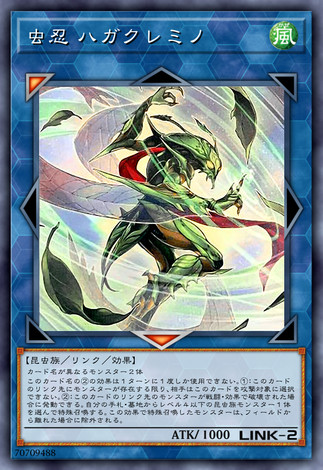 虫忍 ハガクレミノ
風
【昆虫族／リンク／効果】
カード名が異なるモンスター2体
このカード名の②の効果は1ターンに1度しか使用できない。①：このカード
のリンク先にモンスターが存在する限り、相手はこのカードを攻撃対象に選択
できない。②：このカードのリンク先のモンスターが戦闘・効果で破壊された場
合に発動できる。自分の手札・墓地からレベル4以下の昆虫族モンスター1体
を選んで特殊召喚する。この効果で特殊召喚したモンスターは、フィールドか
ら離れた場合に除外される。
ATK/1000 LINK-2
70709488